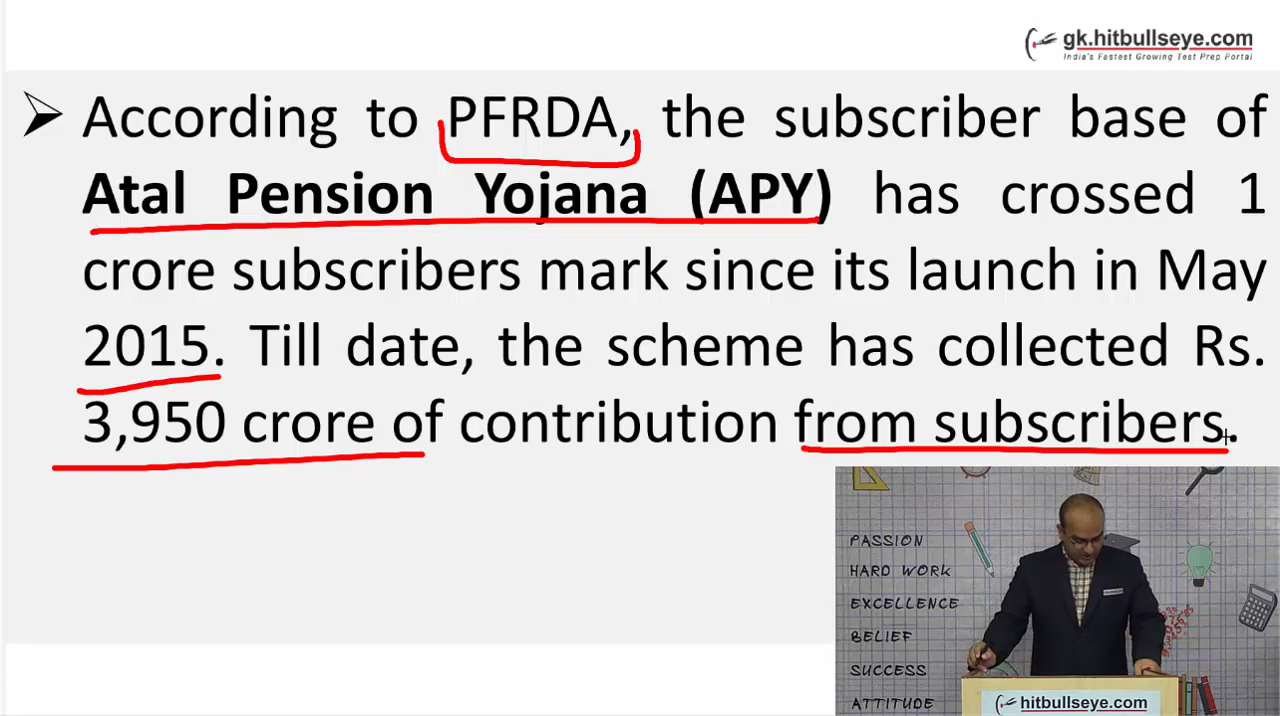 gk.hitbullseye.com
India's Fastest Growing Test Prep Portal
According to PFRDA, the subscriber base of
Atal Pension Yojana (APY) has crossed 1
crore subscribers mark since its launch in May
2015. Till date, the scheme has collected Rs.
3,950 crore of contribution from subscribers.
PASSION
HARD WORK
EXCELLENCE
BELIEF
SUCCESS
ATTITUDE
hitbullseye.com